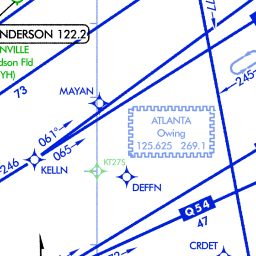 NDERSON 122.2
NVILLE
dson Fld
YH)
73
MAYAN
277
245
ATLANTA
Owing
125.625 269.1
061°
065
246
KELLN
KT275
DEFFN
Q54
47
CRDET